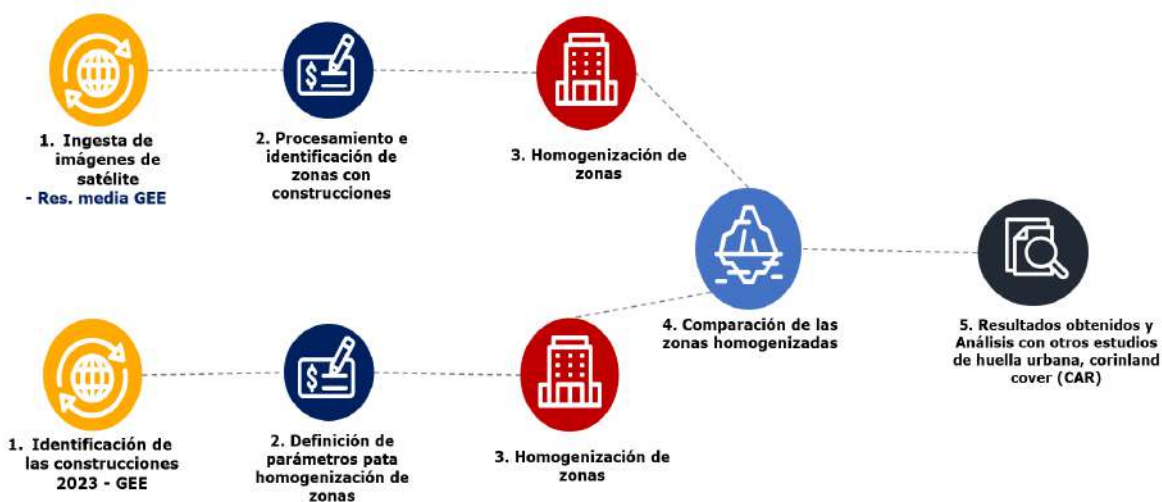 1. Ingesta de
imágenes de
satélite
- Res. media GEE
2. Procesamiento e
identificación de
zonas con
construcciones
3. Homogenización de
zonas
4. Comparación de las
zonas homogenizadas
5. Resultados obtenidos y
Análisis con otros estudios
de huella urbana, corinland
cover (CAR)
1. Identificación de
las construcciones
2023 - GEE
2. Definición de
parámetros pata
homogenización de
zonas
3. Homogenización de
zonas